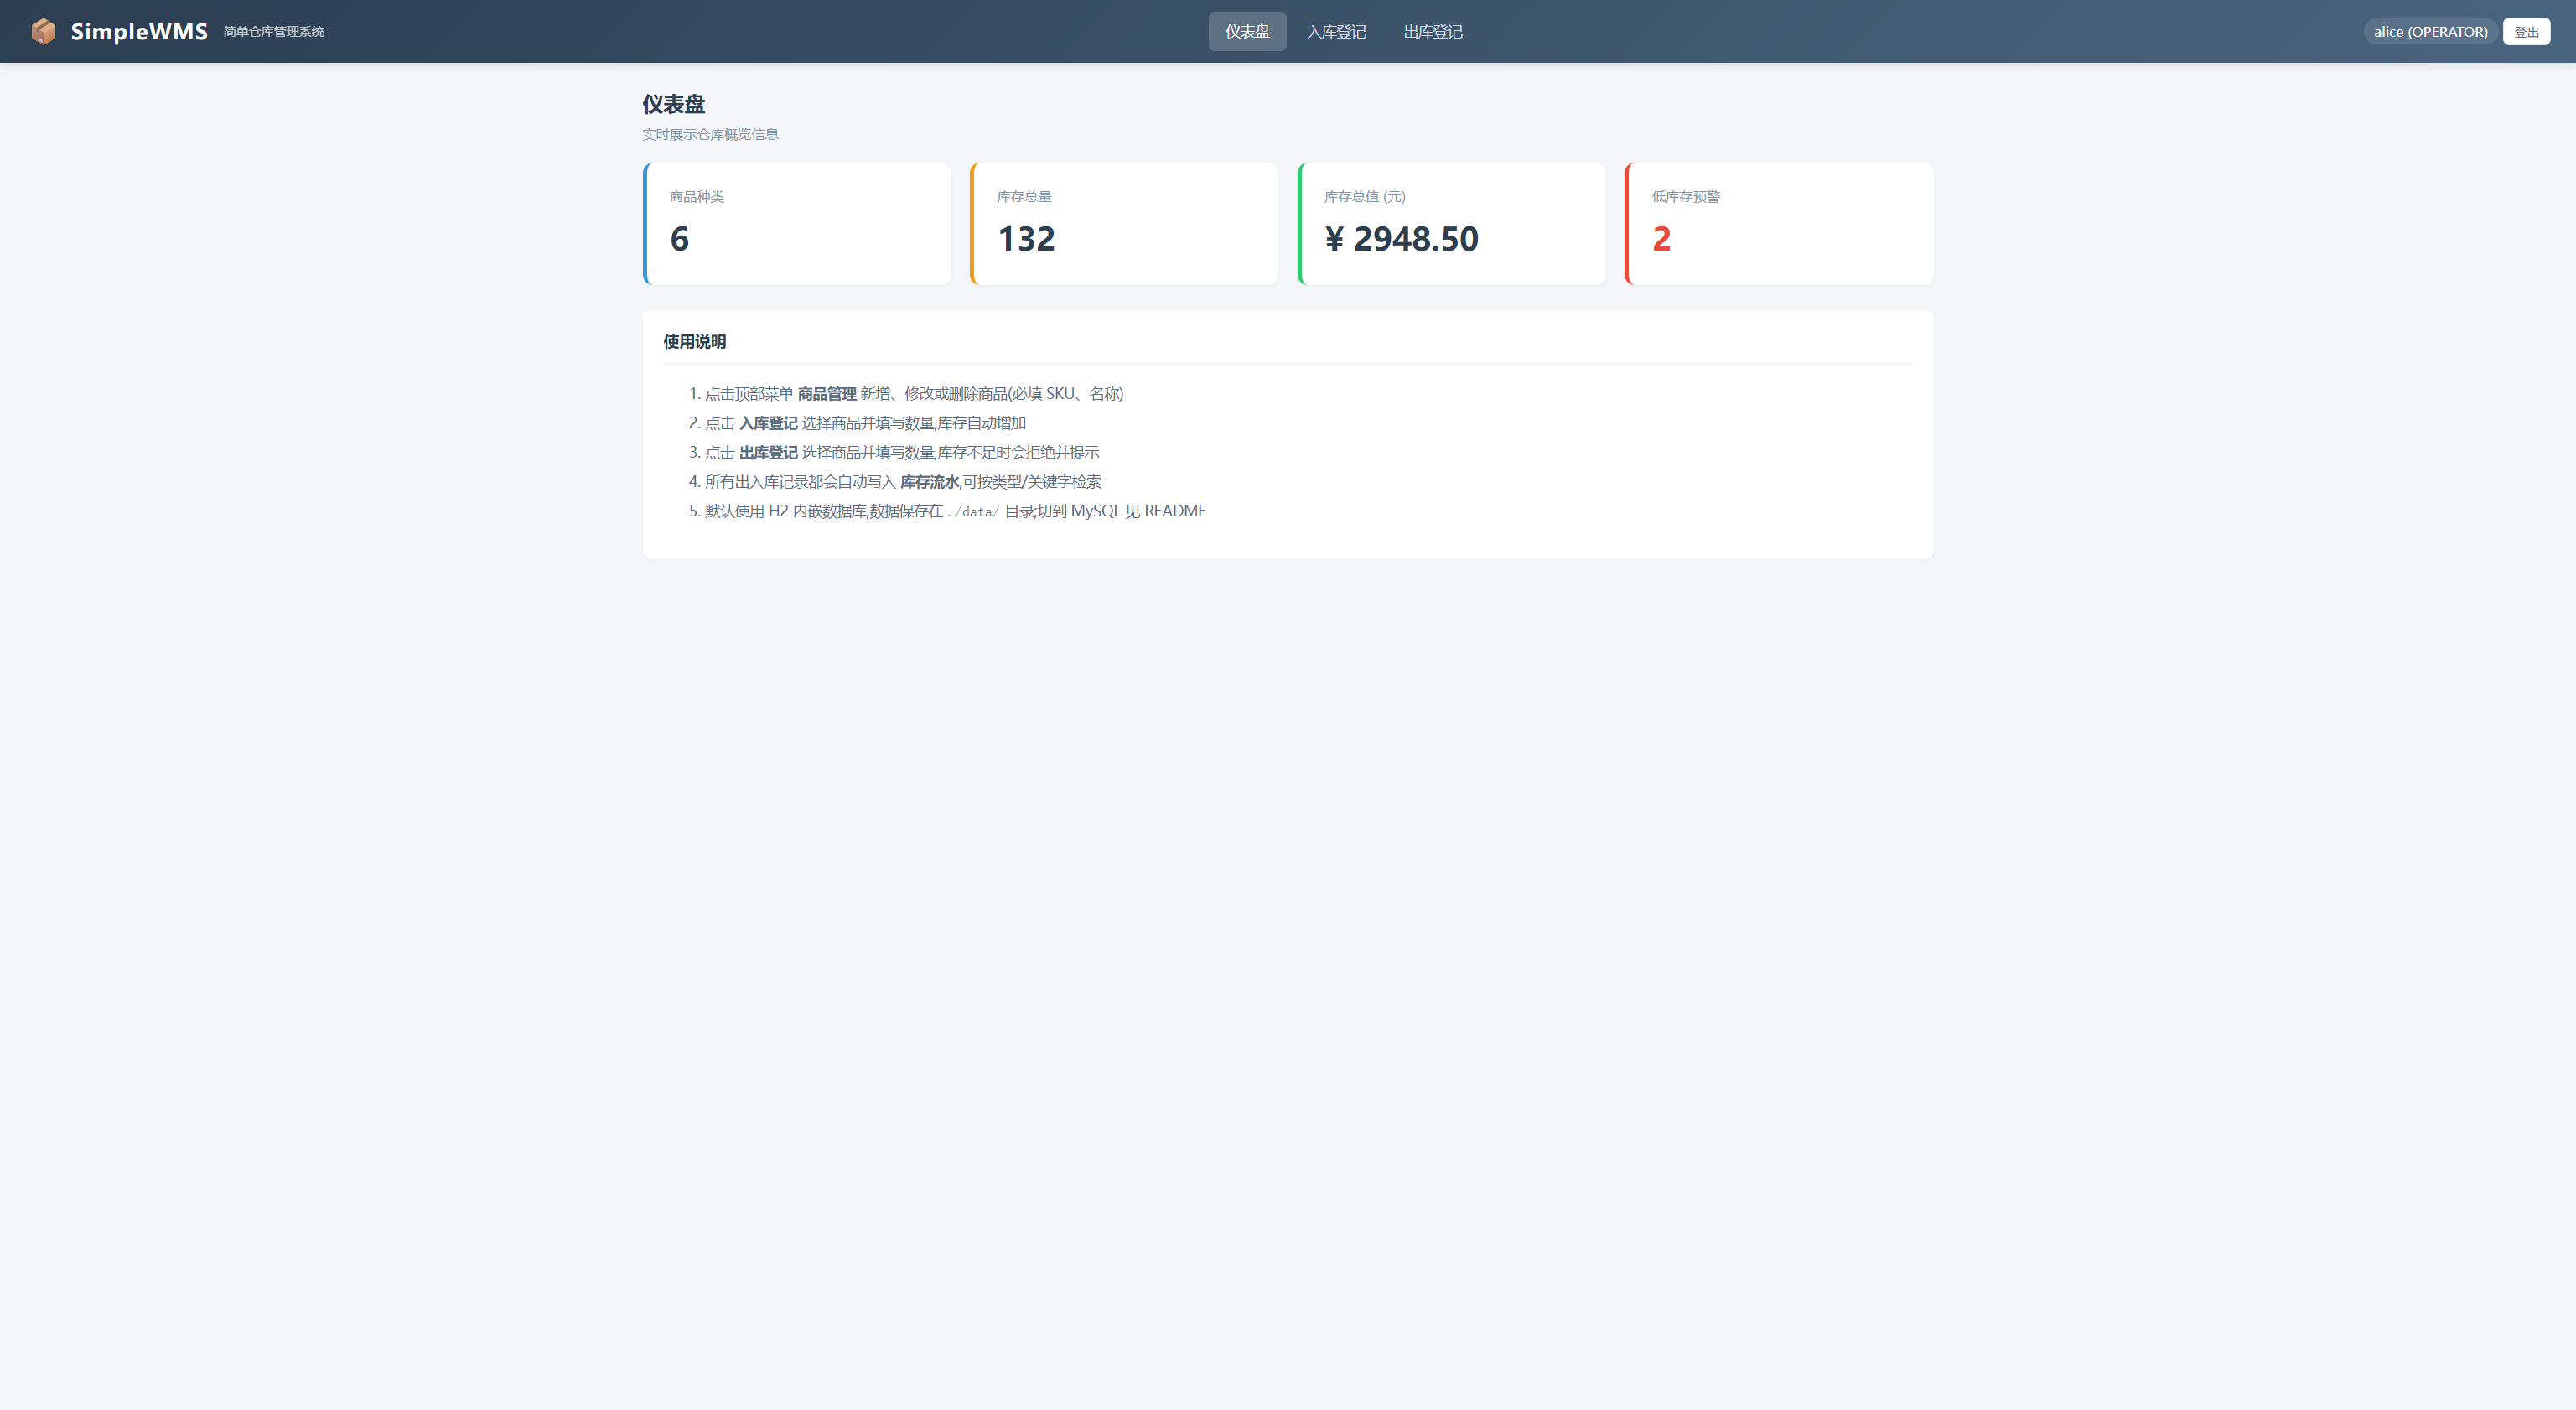 SimpleWMS 简单仓库管理系统 仪表盘 入库登记 出库登记 alice (OPERATOR) 登出
仪表盘
实时展示仓库概览信息
商品种类 库存总量 库存总值 (元) 低库存预警
6 132 ¥ 2948.50 2
使用说明
1. 点击顶部菜单 商品管理 新增、修改或删除商品(必填 SKU、名称)
2. 点击 入库登记 选择商品并填写数量,库存自动增加
3. 点击 出库登记 选择商品并填写数量,库存不足时会拒绝并提示
4. 所有出入库记录都会自动写入 库存流水,可按类型/关键字检索
5. 默认使用 H2 内嵌数据库,数据保存在 ./data/ 目录;切到 MySQL 见 README